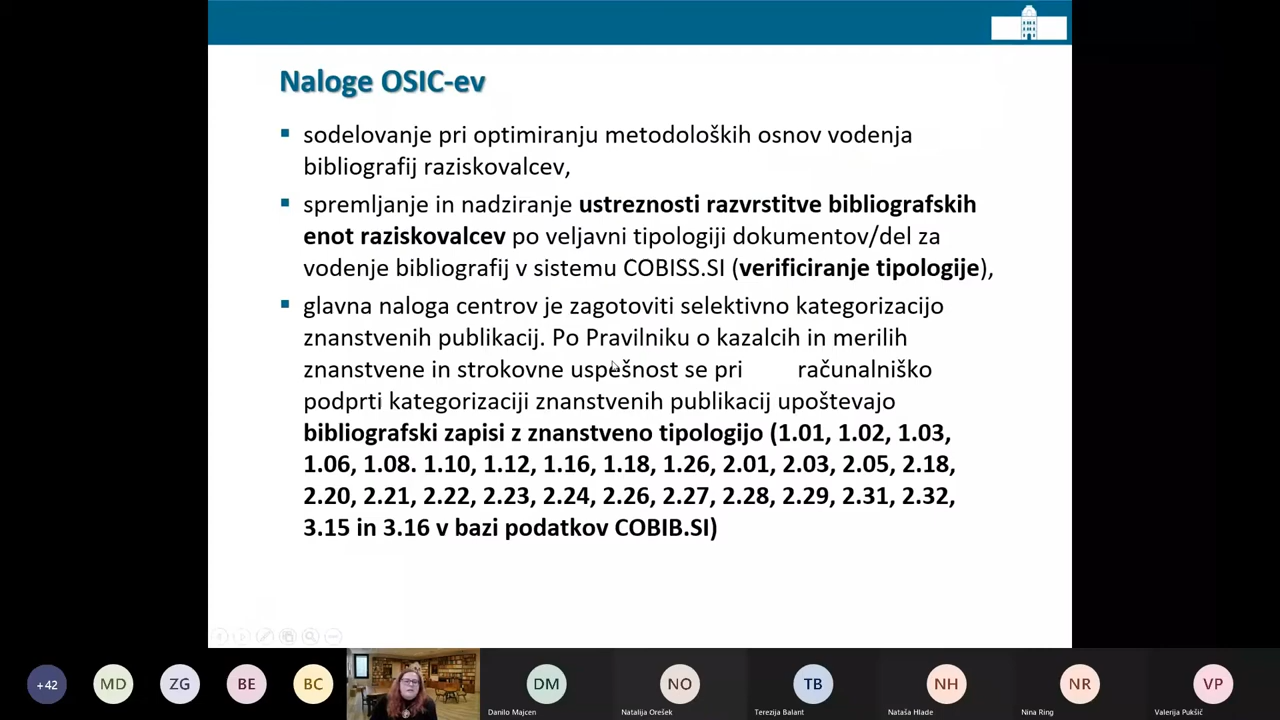 Naloge OSIC-ev
▪ sodelovanje pri optimiranju metodoloških osnov vodenja
bibliografij raziskovalcev,
▪ spremljanje in nadziranje ustreznosti razvrstitve bibliografskih
enot raziskovalcev po veljavni tipologiji dokumentov/del za
vodenje bibliografij v sistemu COBISS.SI (verificiranje tipologije),
▪ glavna naloga centrov je zagotoviti selektivno kategorizacijo
znanstvenih publikacij. Po Pravilniku o kazalcih in merilih
znanstvene in strokovne uspešnost se pri računalniško
podprti kategorizaciji znanstvenih publikacij upoštevajo
bibliografski zapisi z znanstveno tipologijo (1.01, 1.02, 1.03,
1.06, 1.08. 1.10, 1.12, 1.16, 1.18, 1.26, 2.01, 2.03, 2.05, 2.18,
2.20, 2.21, 2.22, 2.23, 2.24, 2.26, 2.27, 2.28, 2.29, 2.31, 2.32,
3.15 in 3.16 v bazi podatkov COBIB.SI)
+42 MD ZG BE BC DM NO TB NH NR VP
Danilo Majcen Natalija Orešek Terezija Balant Nataša Hlade Nina Ring Valerija Pukšič